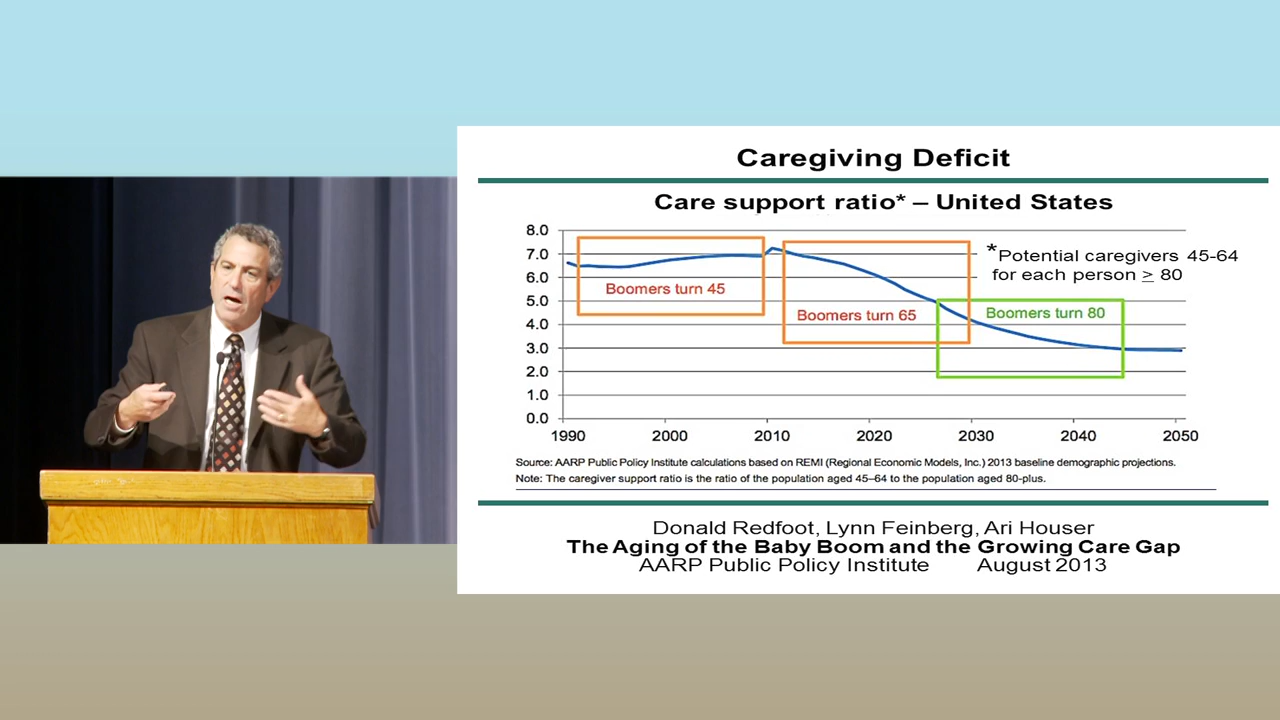 Caregiving Deficit
Care support ratio* – United States
8.0
7.0
6.0
5.0
4.0
3.0
2.0
1.0
0.0
1990 2000 2010 2020 2030 2040 2050
Boomers turn 45
Boomers turn 65
Boomers turn 80
*Potential caregivers 45-64
for each person ≥ 80
Source: AARP Public Policy Institute calculations based on REMI (Regional Economic Models, Inc.) 2013 baseline demographic projections.
Note: The caregiver support ratio is the ratio of the population aged 45–64 to the population aged 80-plus.
Donald Redfoot, Lynn Feinberg, Ari Houser
The Aging of the Baby Boom and the Growing Care Gap
AARP Public Policy Institute August 2013